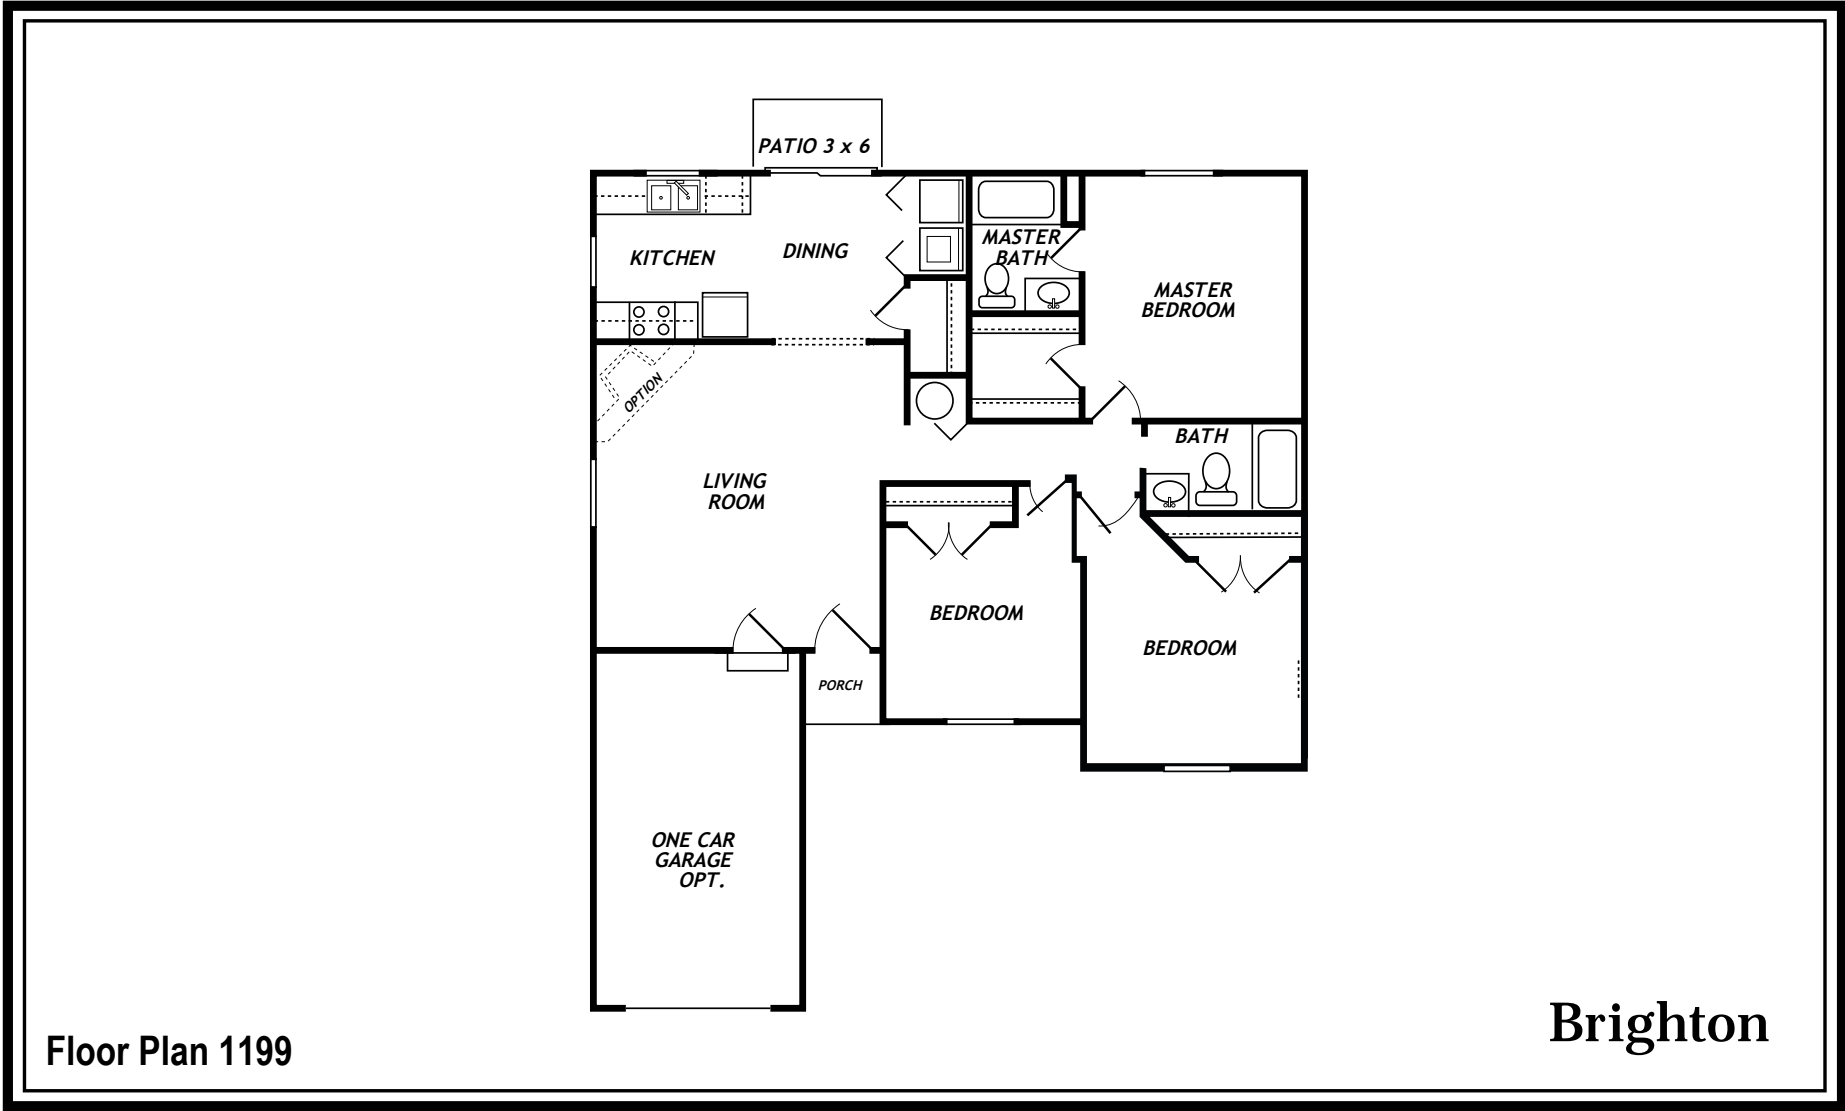 PATIO 3 x 6
KITCHEN
DINING
MASTER
BATH
MASTER
BEDROOM
OPTION
BATH
LIVING
ROOM
BEDROOM
BEDROOM
PORCH
ONE CAR
GARAGE
OPT.
Brighton
Floor Plan 1199